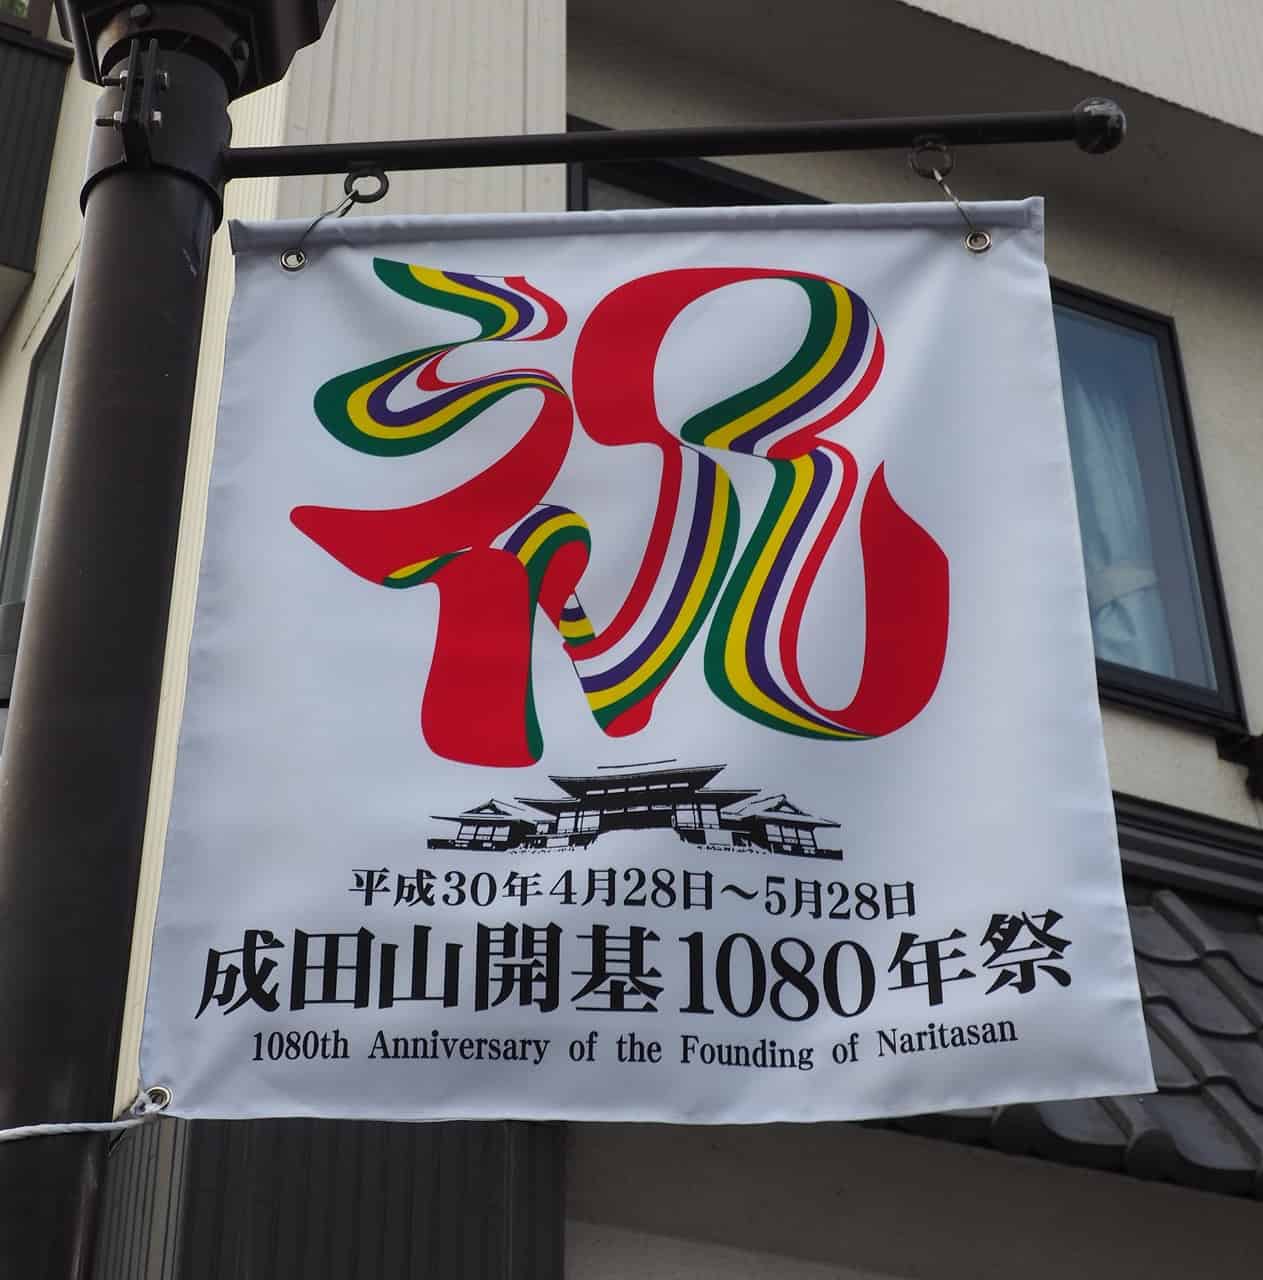 祝
平成30年4月28日～5月28日
成田山開基1080年祭
1080th Anniversary of the Founding of Naritasan